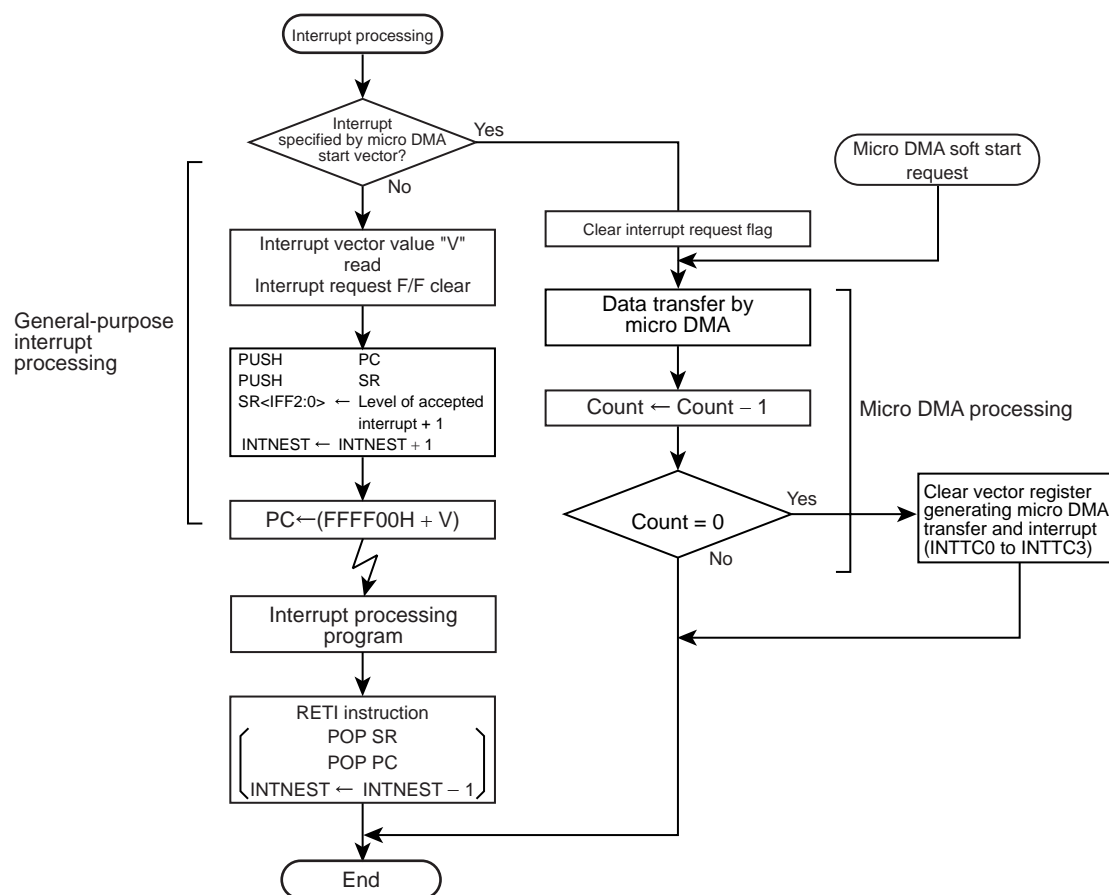 Interrupt processing
Interrupt
specified by micro DMA
start vector?
Yes
No
Micro DMA soft start
request
Clear interrupt request flag
Interrupt vector value "V"
read
Interrupt request F/F clear
General-purpose
interrupt
processing
PUSH PC
PUSH SR
SR<IFF2:0> ← Level of accepted
interrupt + 1
INTNEST ← INTNEST + 1
PC←(FFFF00H + V)
Interrupt processing
program
RETI instruction
POP SR
POP PC
INTNEST ← INTNEST – 1
Data transfer by
micro DMA
Count ← Count – 1
Micro DMA processing
Count = 0
Yes
No
Clear vector register
generating micro DMA
transfer and interrupt
(INTTC0 to INTTC3)
End